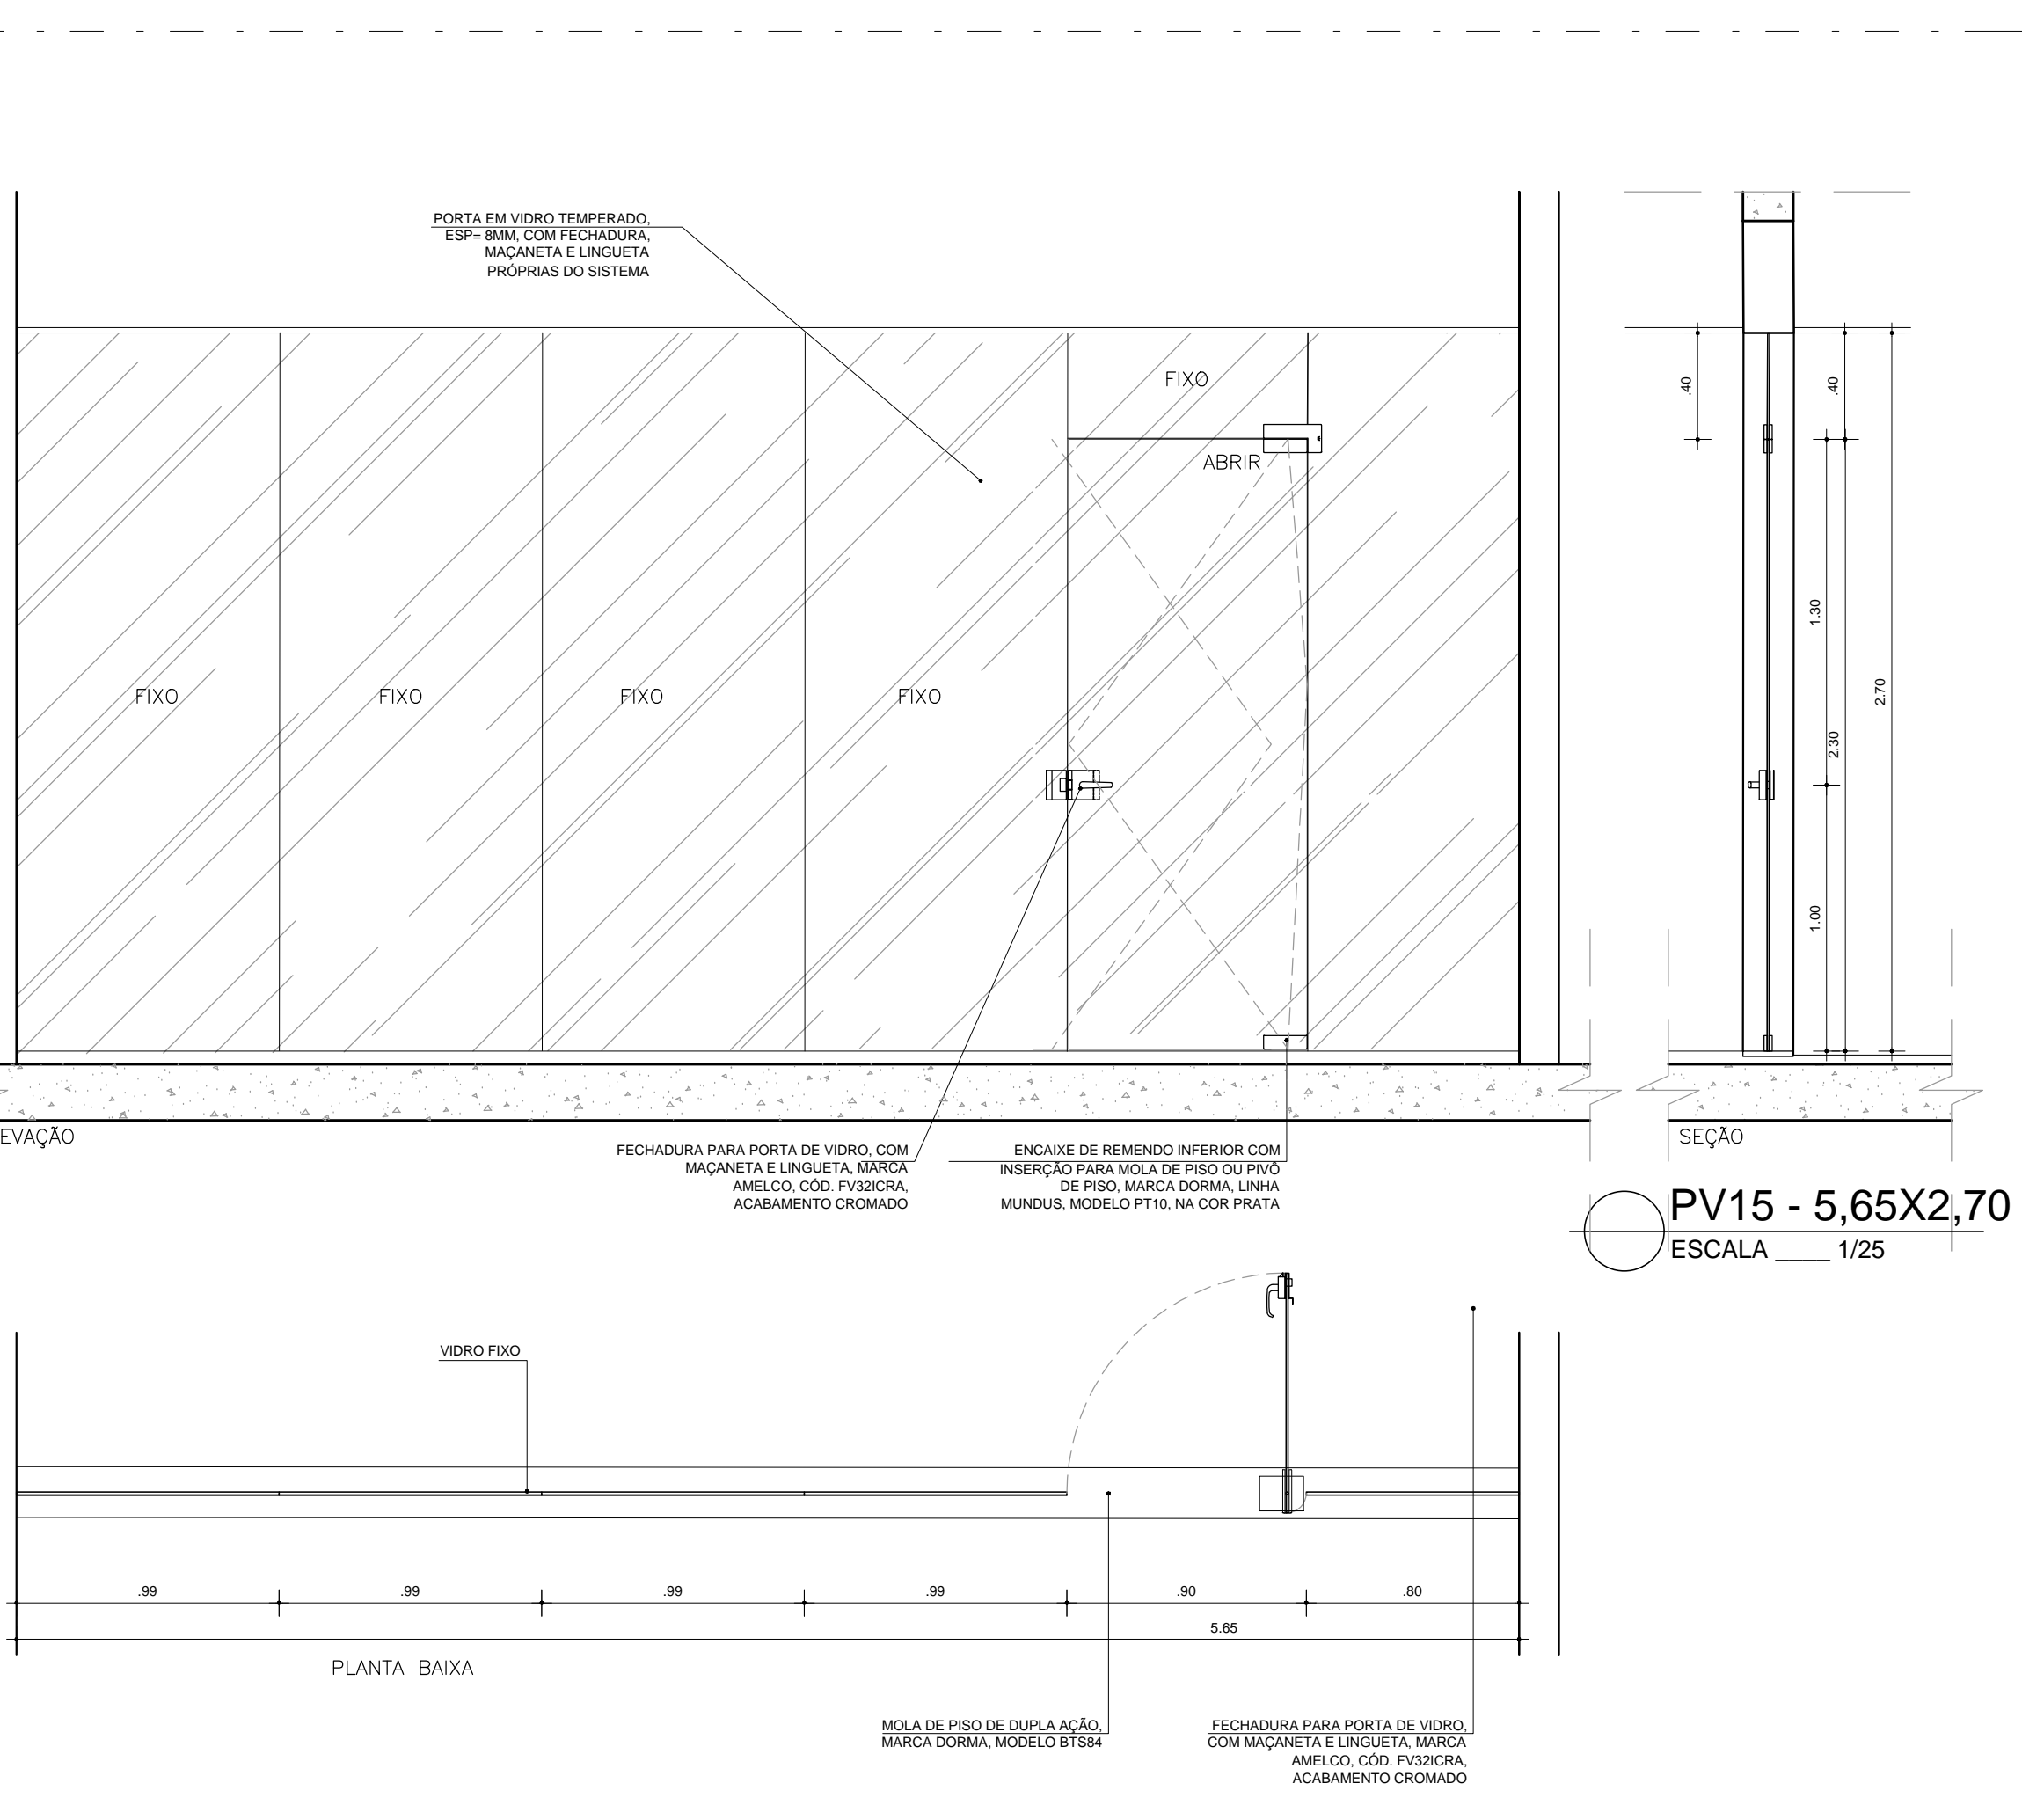 PORTA EM VIDRO TEMPERADO,
ESP= 8MM, COM FECHADURA,
MAÇANETA E LINGUETA
PRÓPRIAS DO SISTEMA
FIXO
ABRIR
FIXO
FIXO
FIXO
FIXO
.40
.40
1.30
2.70
2.30
1.00
EVAÇÃO
SEÇÃO
FECHADURA PARA PORTA DE VIDRO, COM
MAÇANETA E LINGUETA, MARCA
AMELCO, CÓD. FV32ICRA,
ACABAMENTO CROMADO
ENCAIXE DE REMENDO INFERIOR COM
INSERÇÃO PARA MOLA DE PISO OU PIVÔ
DE PISO, MARCA DORMA, LINHA
MUNDUS, MODELO PT10, NA COR PRATA
PV15 - 5,65X2,70
ESCALA ____ 1/25
VIDRO FIXO
.99
.99
.99
.99
.90
.80
5.65
PLANTA BAIXA
MOLA DE PISO DE DUPLA AÇÃO,
MARCA DORMA, MODELO BTS84
FECHADURA PARA PORTA DE VIDRO,
COM MAÇANETA E LINGUETA, MARCA
AMELCO, CÓD. FV32ICRA,
ACABAMENTO CROMADO